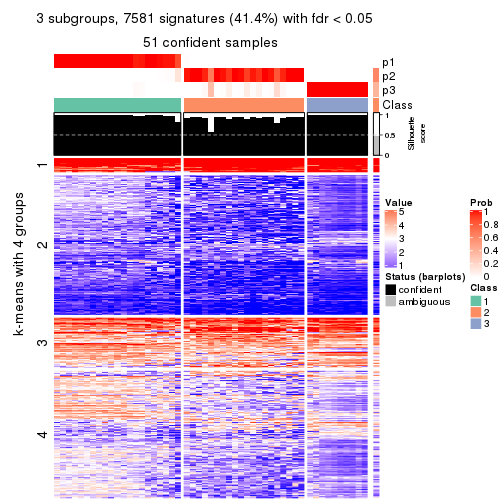 3 subgroups, 7581 signatures (41.4%) with fdr < 0.05
51 confident samples
p1
p2
p3
Class
1
0.5
0
Silhouette
score
k-means with 4 groups
1
2
3
4
Value
5
4
3
2
1
Status (barplots)
confident
ambiguous
Prob
1
0.8
0.6
0.4
0.2
0
Class
1
2
3